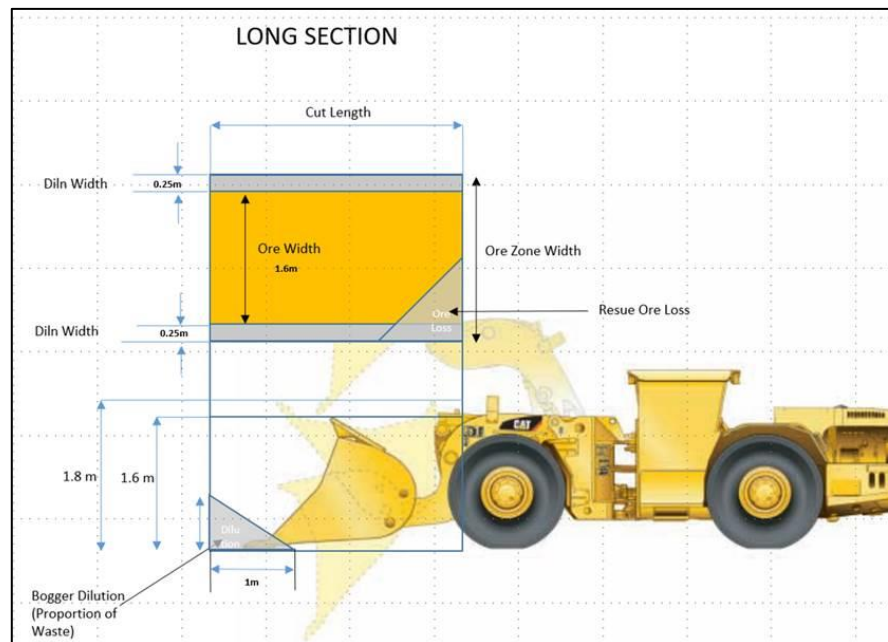 LONG SECTION
Cut Length
Diln Width
0.25m
Ore Width
1.6m
Ore Zone Width
Diln Width
0.25m
Ore
Loss
Resue Ore Loss
CAT
1.8 m
1.6 m
Dilu
tion
1m
Bogger Dilution
(Proportion of
Waste)